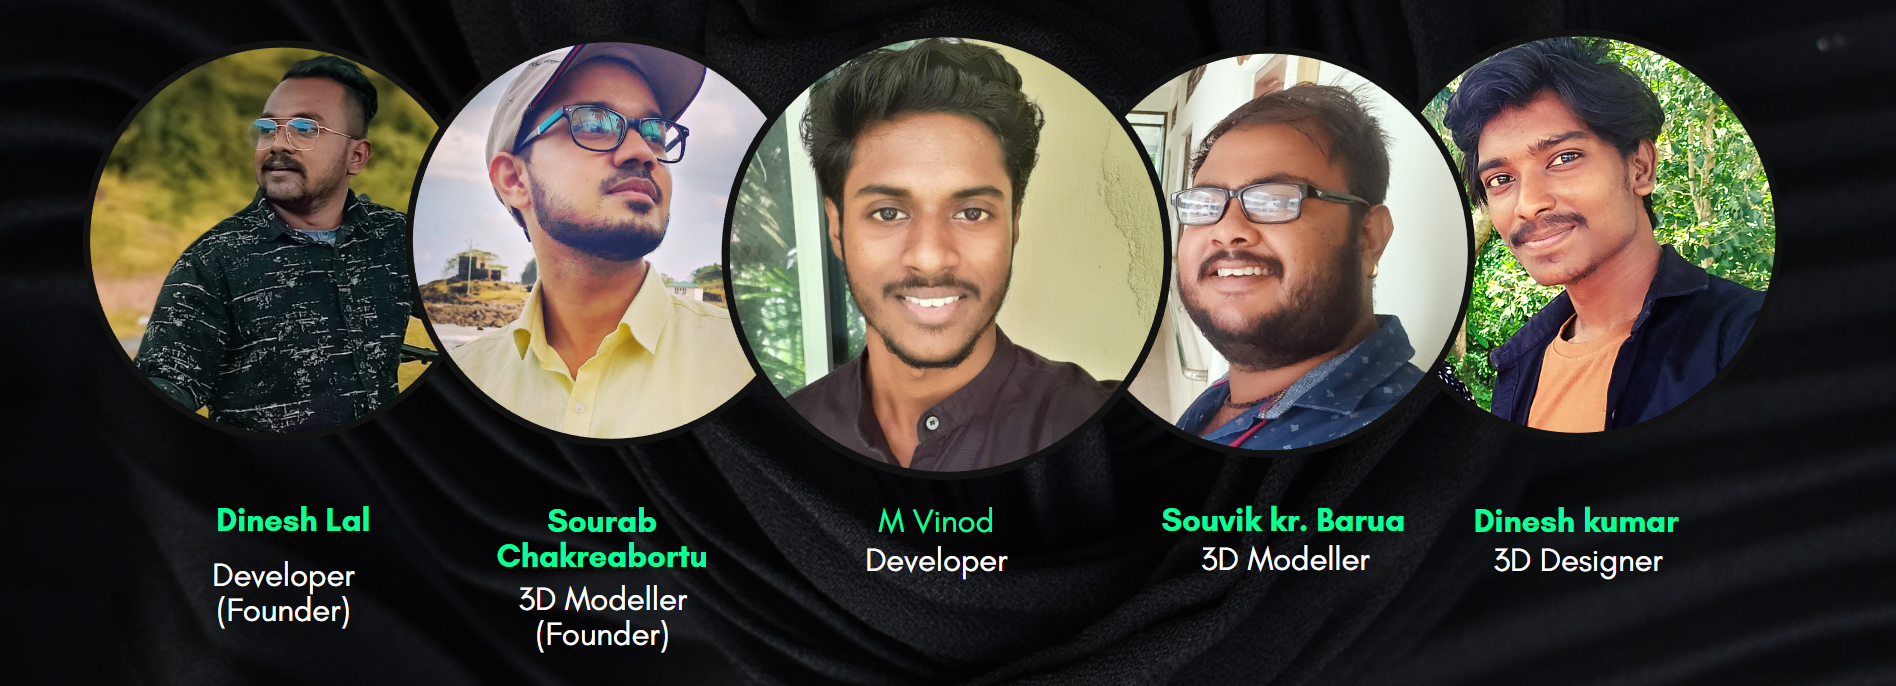 Dinesh Lal
Developer
(Founder)
Sourab
Chakreabortu
3D Modeller
(Founder)
M Vinod
Developer
Souvik kr. Barua
3D Modeller
Dinesh kumar
3D Designer